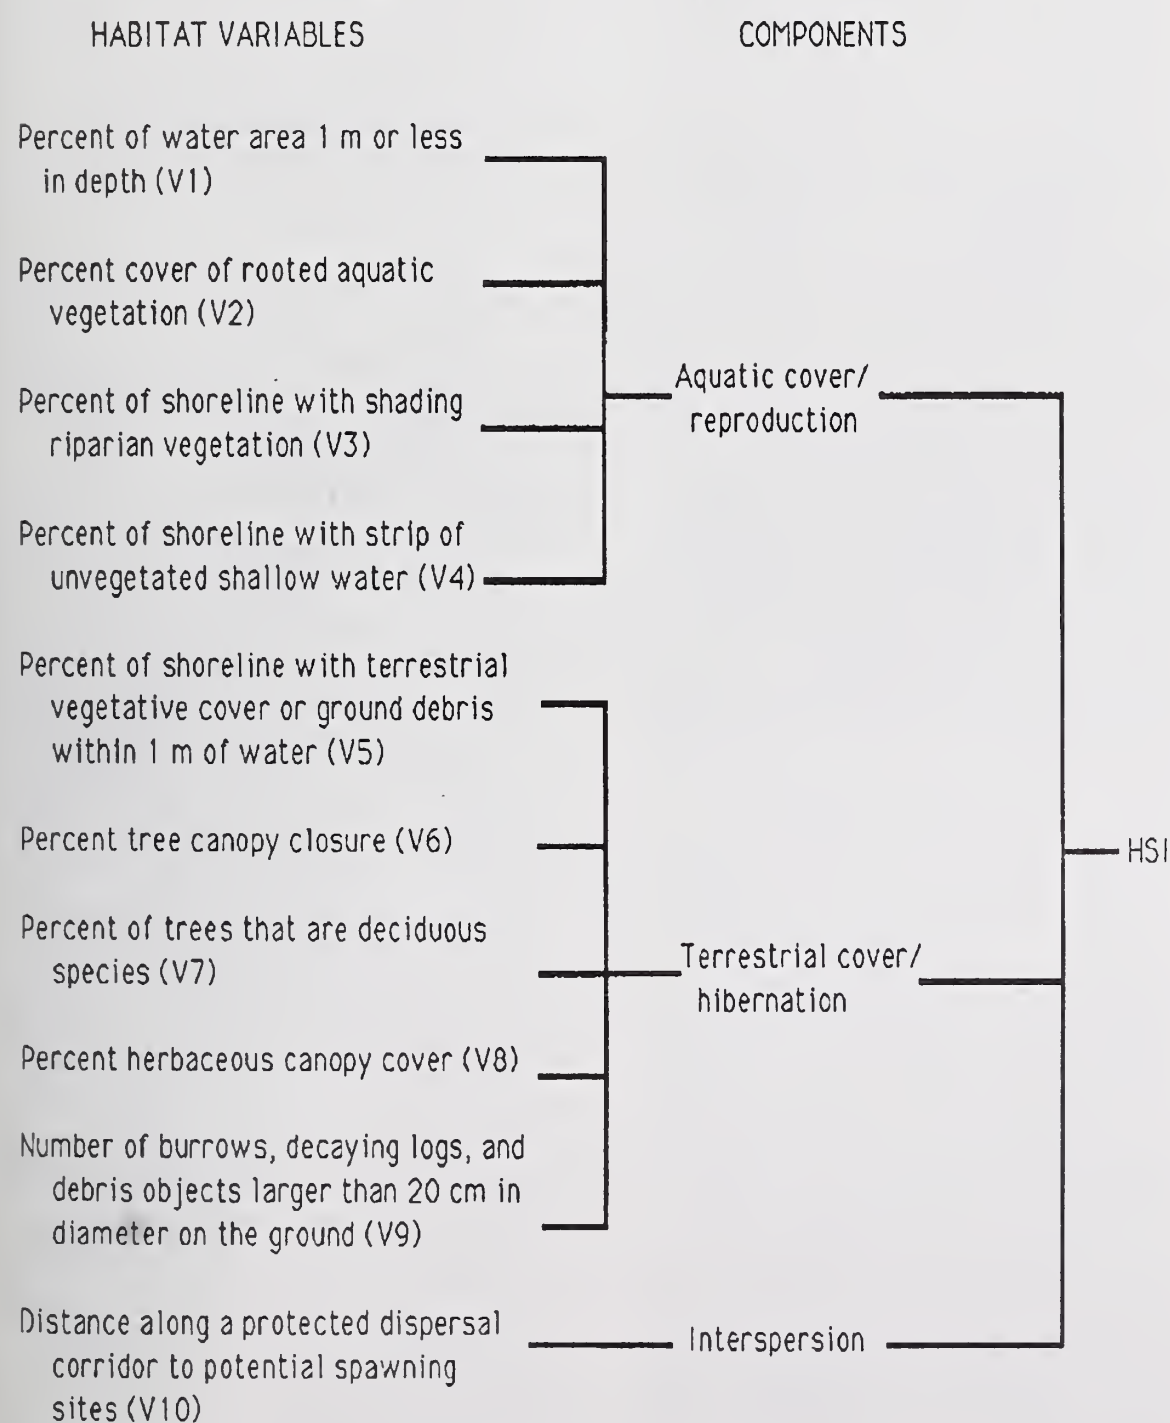 HABITAT VARIABLES
COMPONENTS
Percent of water area 1 m or less
in depth (V1)
Percent cover of rooted aquatic
vegetation (V2)
Percent of shoreline with shading
riparian vegetation (V3)
Percent of shoreline with strip of
unvegetated shallow water (V4)
Aquatic cover/
reproduction
Percent of shoreline with terrestrial
vegetative cover or ground debris
within 1 m of water (V5)
Percent tree canopy closure (V6)
Percent of trees that are deciduous
species (V7)
Percent herbaceous canopy cover (V8)
Number of burrows, decaying logs, and
debris objects larger than 20 cm in
diameter on the ground (V9)
Terrestrial cover/
hibernation
Distance along a protected dispersal
corridor to potential spawning
sites (V10)
Interspersion
HSI